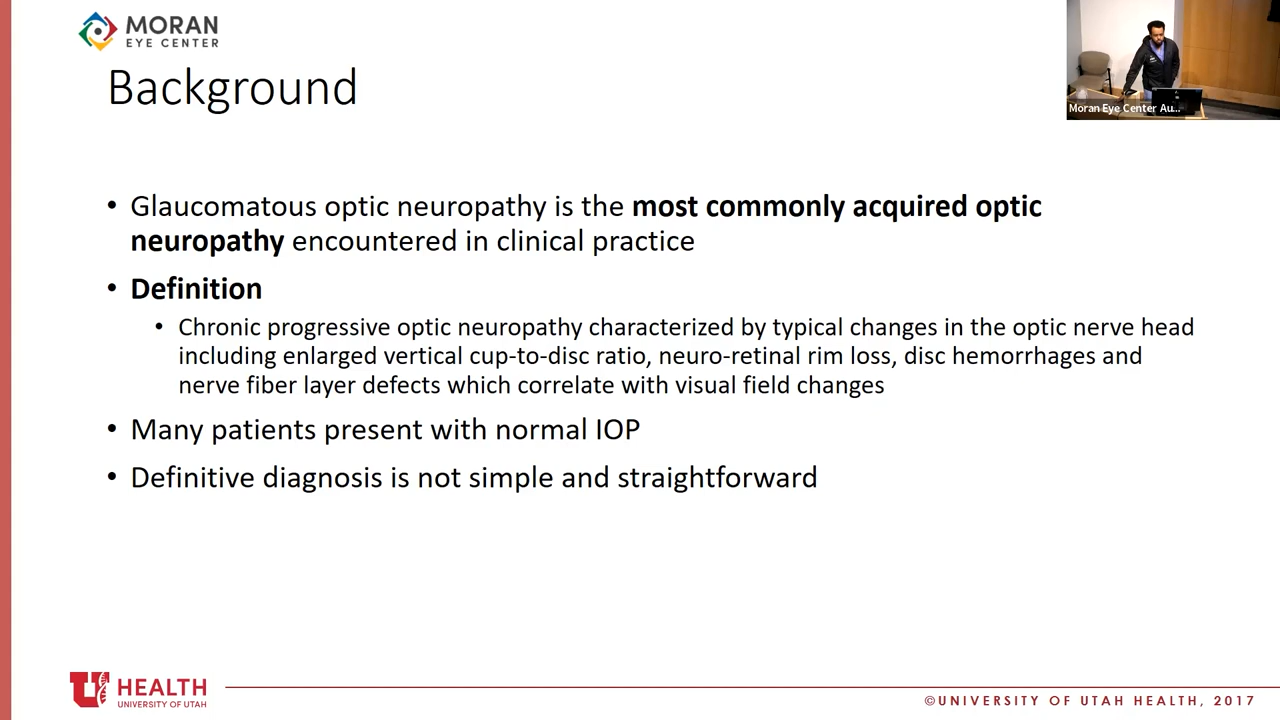 MORAN
EYE CENTER
Moran Eye Center Au...
Background
• Glaucomatous optic neuropathy is the most commonly acquired optic
neuropathy encountered in clinical practice
• Definition
• Chronic progressive optic neuropathy characterized by typical changes in the optic nerve head
including enlarged vertical cup-to-disc ratio, neuro-retinal rim loss, disc hemorrhages and
nerve fiber layer defects which correlate with visual field changes
• Many patients present with normal IOP
• Definitive diagnosis is not simple and straightforward
U HEALTH
UNIVERSITY OF UTAH
©UNIVERSITY OF UTAH HEALTH, 2017